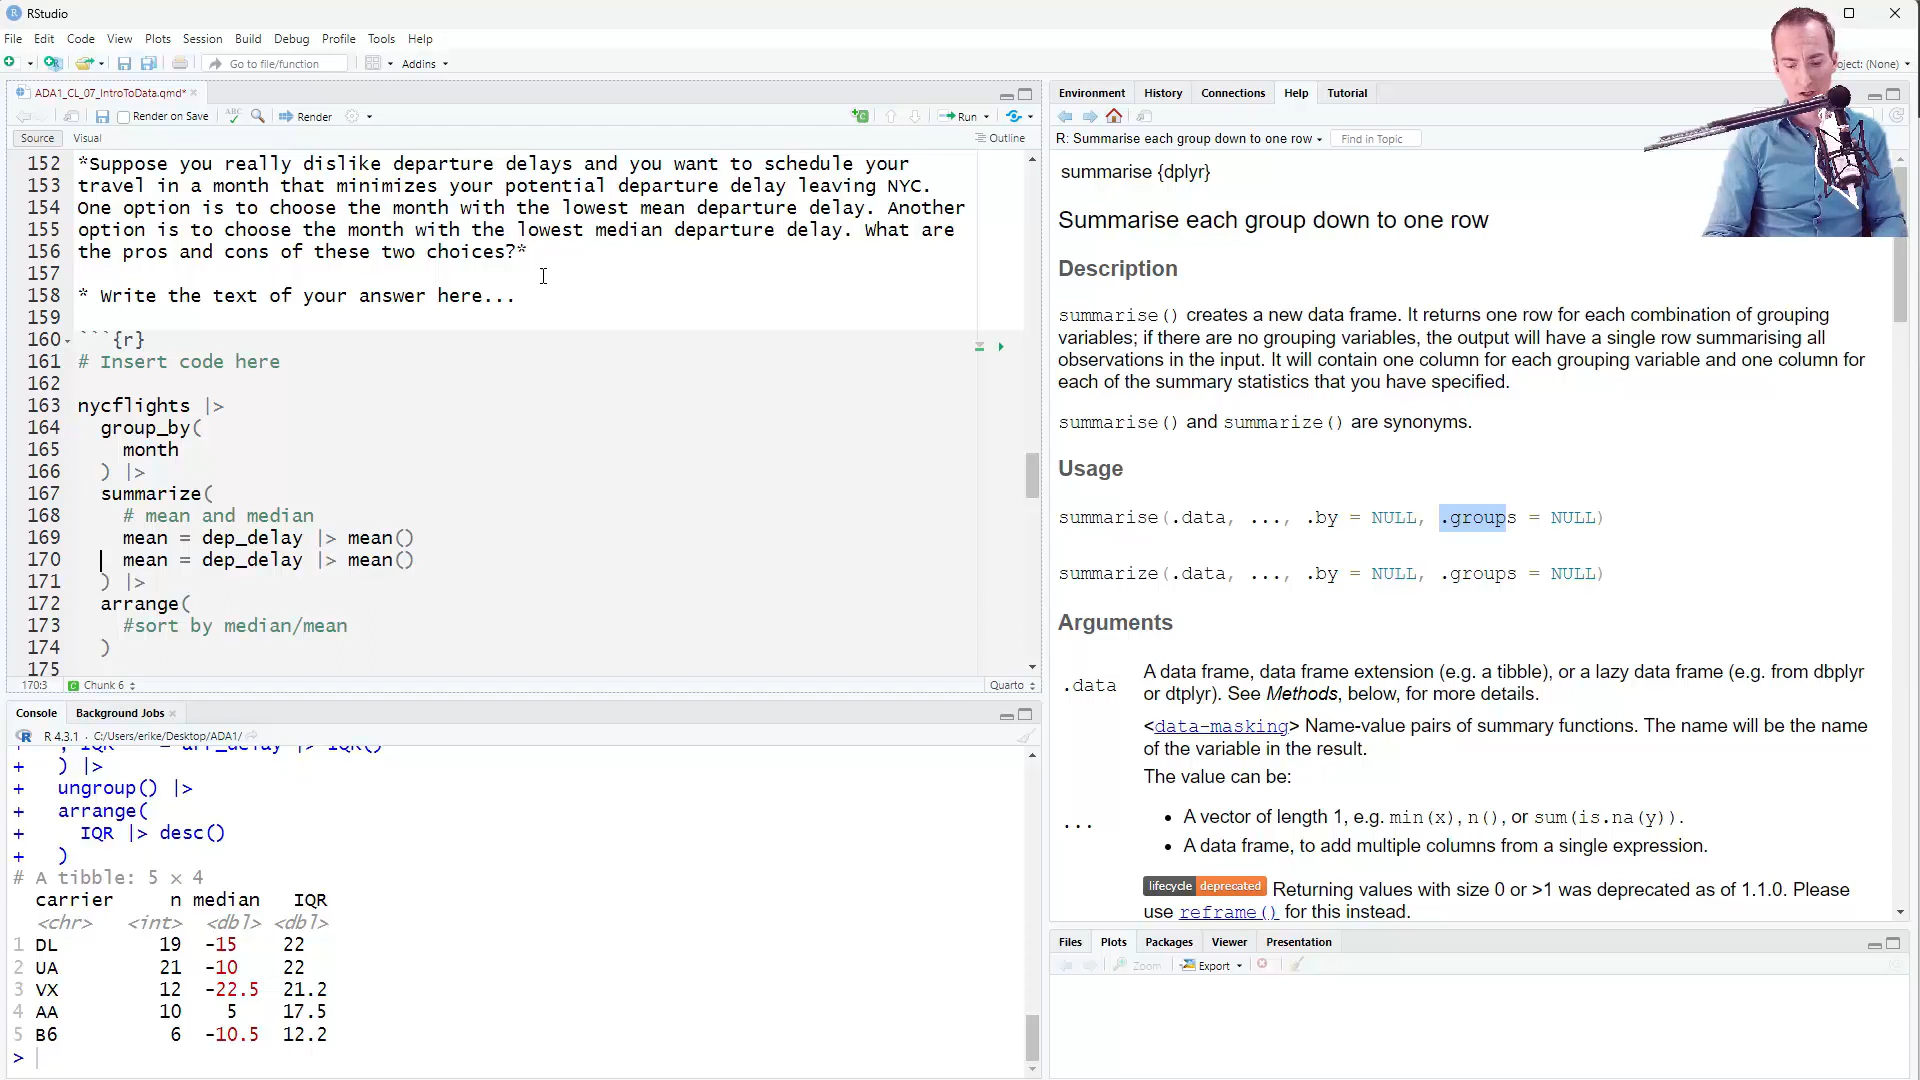 RStudio
File Edit Code View Plots Session Build Debug Profile Tools Help
Go to file/function
Addins
oject: (None)
ADA1_CL_07_IntroToData.qmd*
Render on Save
ABC
Render
Run
Source Visual
Outline
152 *Suppose you really dislike departure delays and you want to schedule your
153 travel in a month that minimizes your potential departure delay leaving NYC.
154 One option is to choose the month with the lowest mean departure delay. Another
155 option is to choose the month with the lowest median departure delay. What are
156 the pros and cons of these two choices?*
157
158 * Write the text of your answer here...
159
160 ```{r}
161 # Insert code here
162
163 nycflights |>
164 group_by(
165 month
166 ) |>
167 summarize(
168 # mean and median
169 mean = dep_delay |> mean()
170 mean = dep_delay |> mean()
171 ) |>
172 arrange(
173 #sort by median/mean
174 )
175
170:3 Chunk 6 Quarto
Console Background Jobs
R 4.3.1 · C:/Users/erike/Desktop/ADA1/
+ , IQR = arr_delay |> IQR()
+ ) |>
+ ungroup() |>
+ arrange(
+ IQR |> desc()
+ )
# A tibble: 5 × 4
carrier n median IQR
<chr> <int> <dbl> <dbl>
1 DL 19 -15 22
2 UA 21 -10 22
3 VX 12 -22.5 21.2
4 AA 10 5 17.5
5 B6 6 -10.5 12.2
>
Environment History Connections Help Tutorial
R: Summarise each group down to one row Find in Topic
summarise {dplyr}
Summarise each group down to one row
Description
summarise() creates a new data frame. It returns one row for each combination of grouping
variables; if there are no grouping variables, the output will have a single row summarising all
observations in the input. It will contain one column for each grouping variable and one column for
each of the summary statistics that you have specified.
summarise() and summarize() are synonyms.
Usage
summarise(.data, ..., .by = NULL, .groups = NULL)
summarize(.data, ..., .by = NULL, .groups = NULL)
Arguments
.data A data frame, data frame extension (e.g. a tibble), or a lazy data frame (e.g. from dbplyr
or dtplyr). See Methods, below, for more details.
<data-masking> Name-value pairs of summary functions. The name will be the name
of the variable in the result.
The value can be:
...
• A vector of length 1, e.g. min(x), n(), or sum(is.na(y)).
• A data frame, to add multiple columns from a single expression.
lifecycle deprecated Returning values with size 0 or >1 was deprecated as of 1.1.0. Please
use reframe() for this instead.
Files Plots Packages Viewer Presentation
Zoom Export